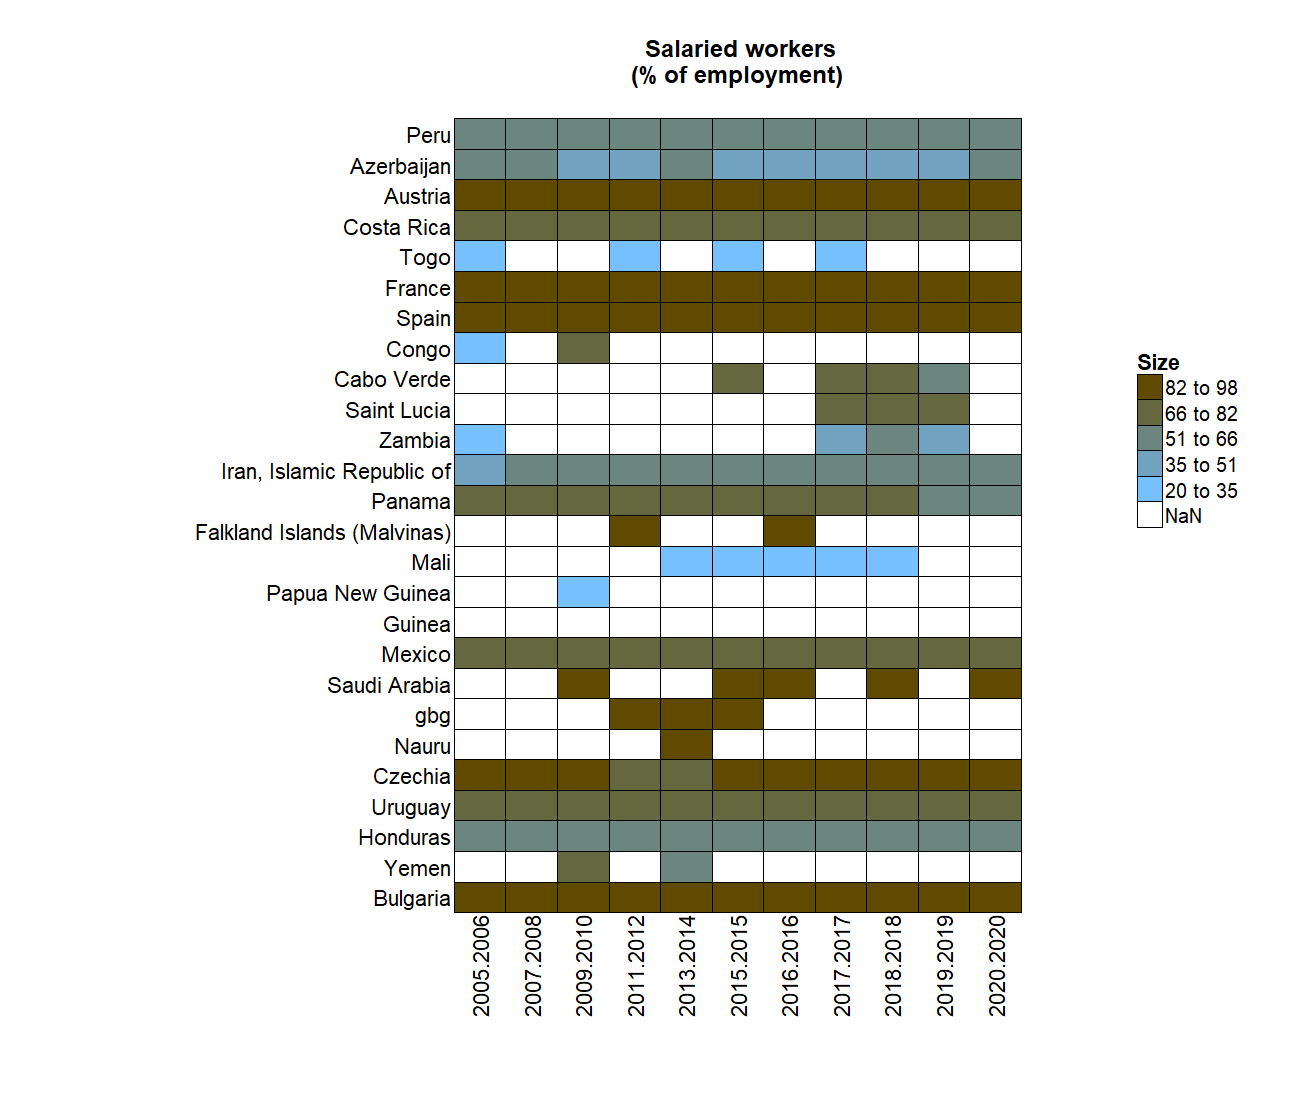 Salaried workers
(% of employment)
Peru
Azerbaijan
Austria
Costa Rica
Togo
France
Spain
Congo
Cabo Verde
Saint Lucia
Zambia
Iran, Islamic Republic of
Panama
Falkland Islands (Malvinas)
Mali
Papua New Guinea
Guinea
Mexico
Saudi Arabia
gbg
Nauru
Czechia
Uruguay
Honduras
Yemen
Bulgaria
2005.2006
2007.2008
2009.2010
2011.2012
2013.2014
2015.2015
2016.2016
2017.2017
2018.2018
2019.2019
2020.2020
Size
82 to 98
66 to 82
51 to 66
35 to 51
20 to 35
NaN